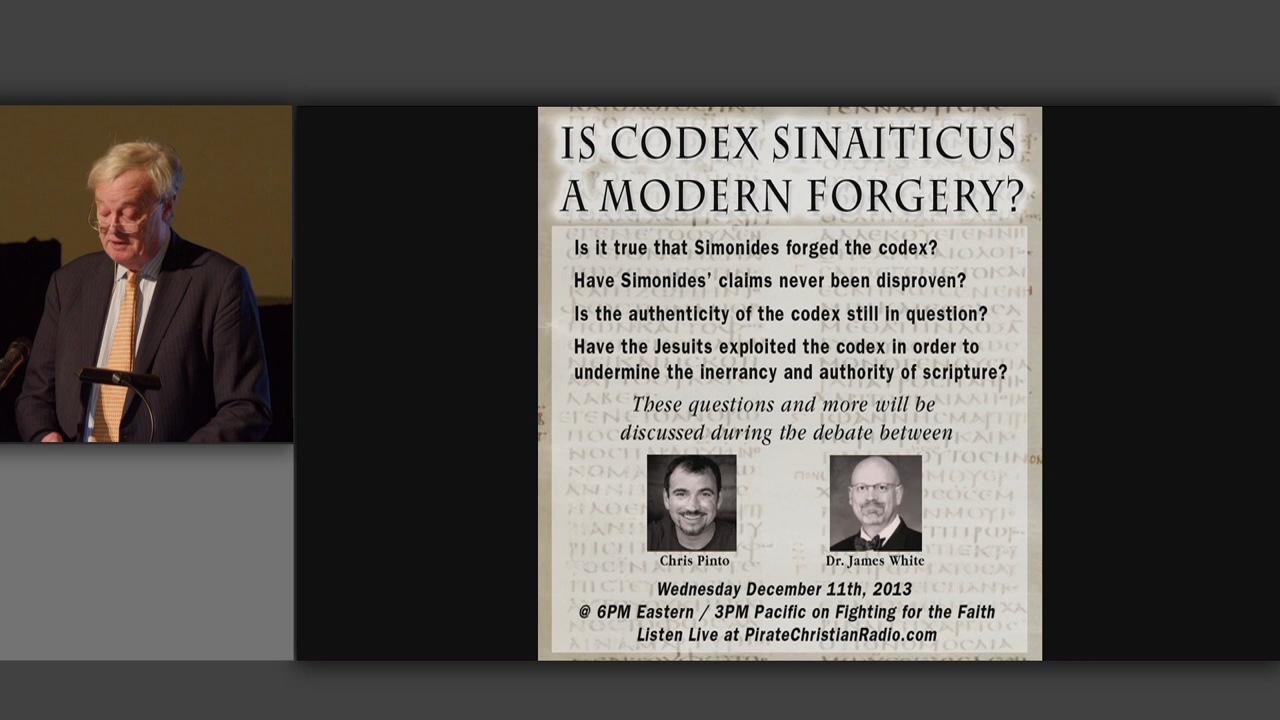 IS CODEX SINAITICUS
A MODERN FORGERY?
Is it true that Simonides forged the codex?
Have Simonides' claims never been disproven?
Is the authenticity of the codex still in question?
Have the Jesuits exploited the codex in order to
undermine the inerrancy and authority of scripture?
These questions and more will be
discussed during the debate between
Chris Pinto
Dr. James White
Wednesday December 11th, 2013
@ 6PM Eastern / 3PM Pacific on Fighting for the Faith
Listen Live at PirateChristianRadio.com